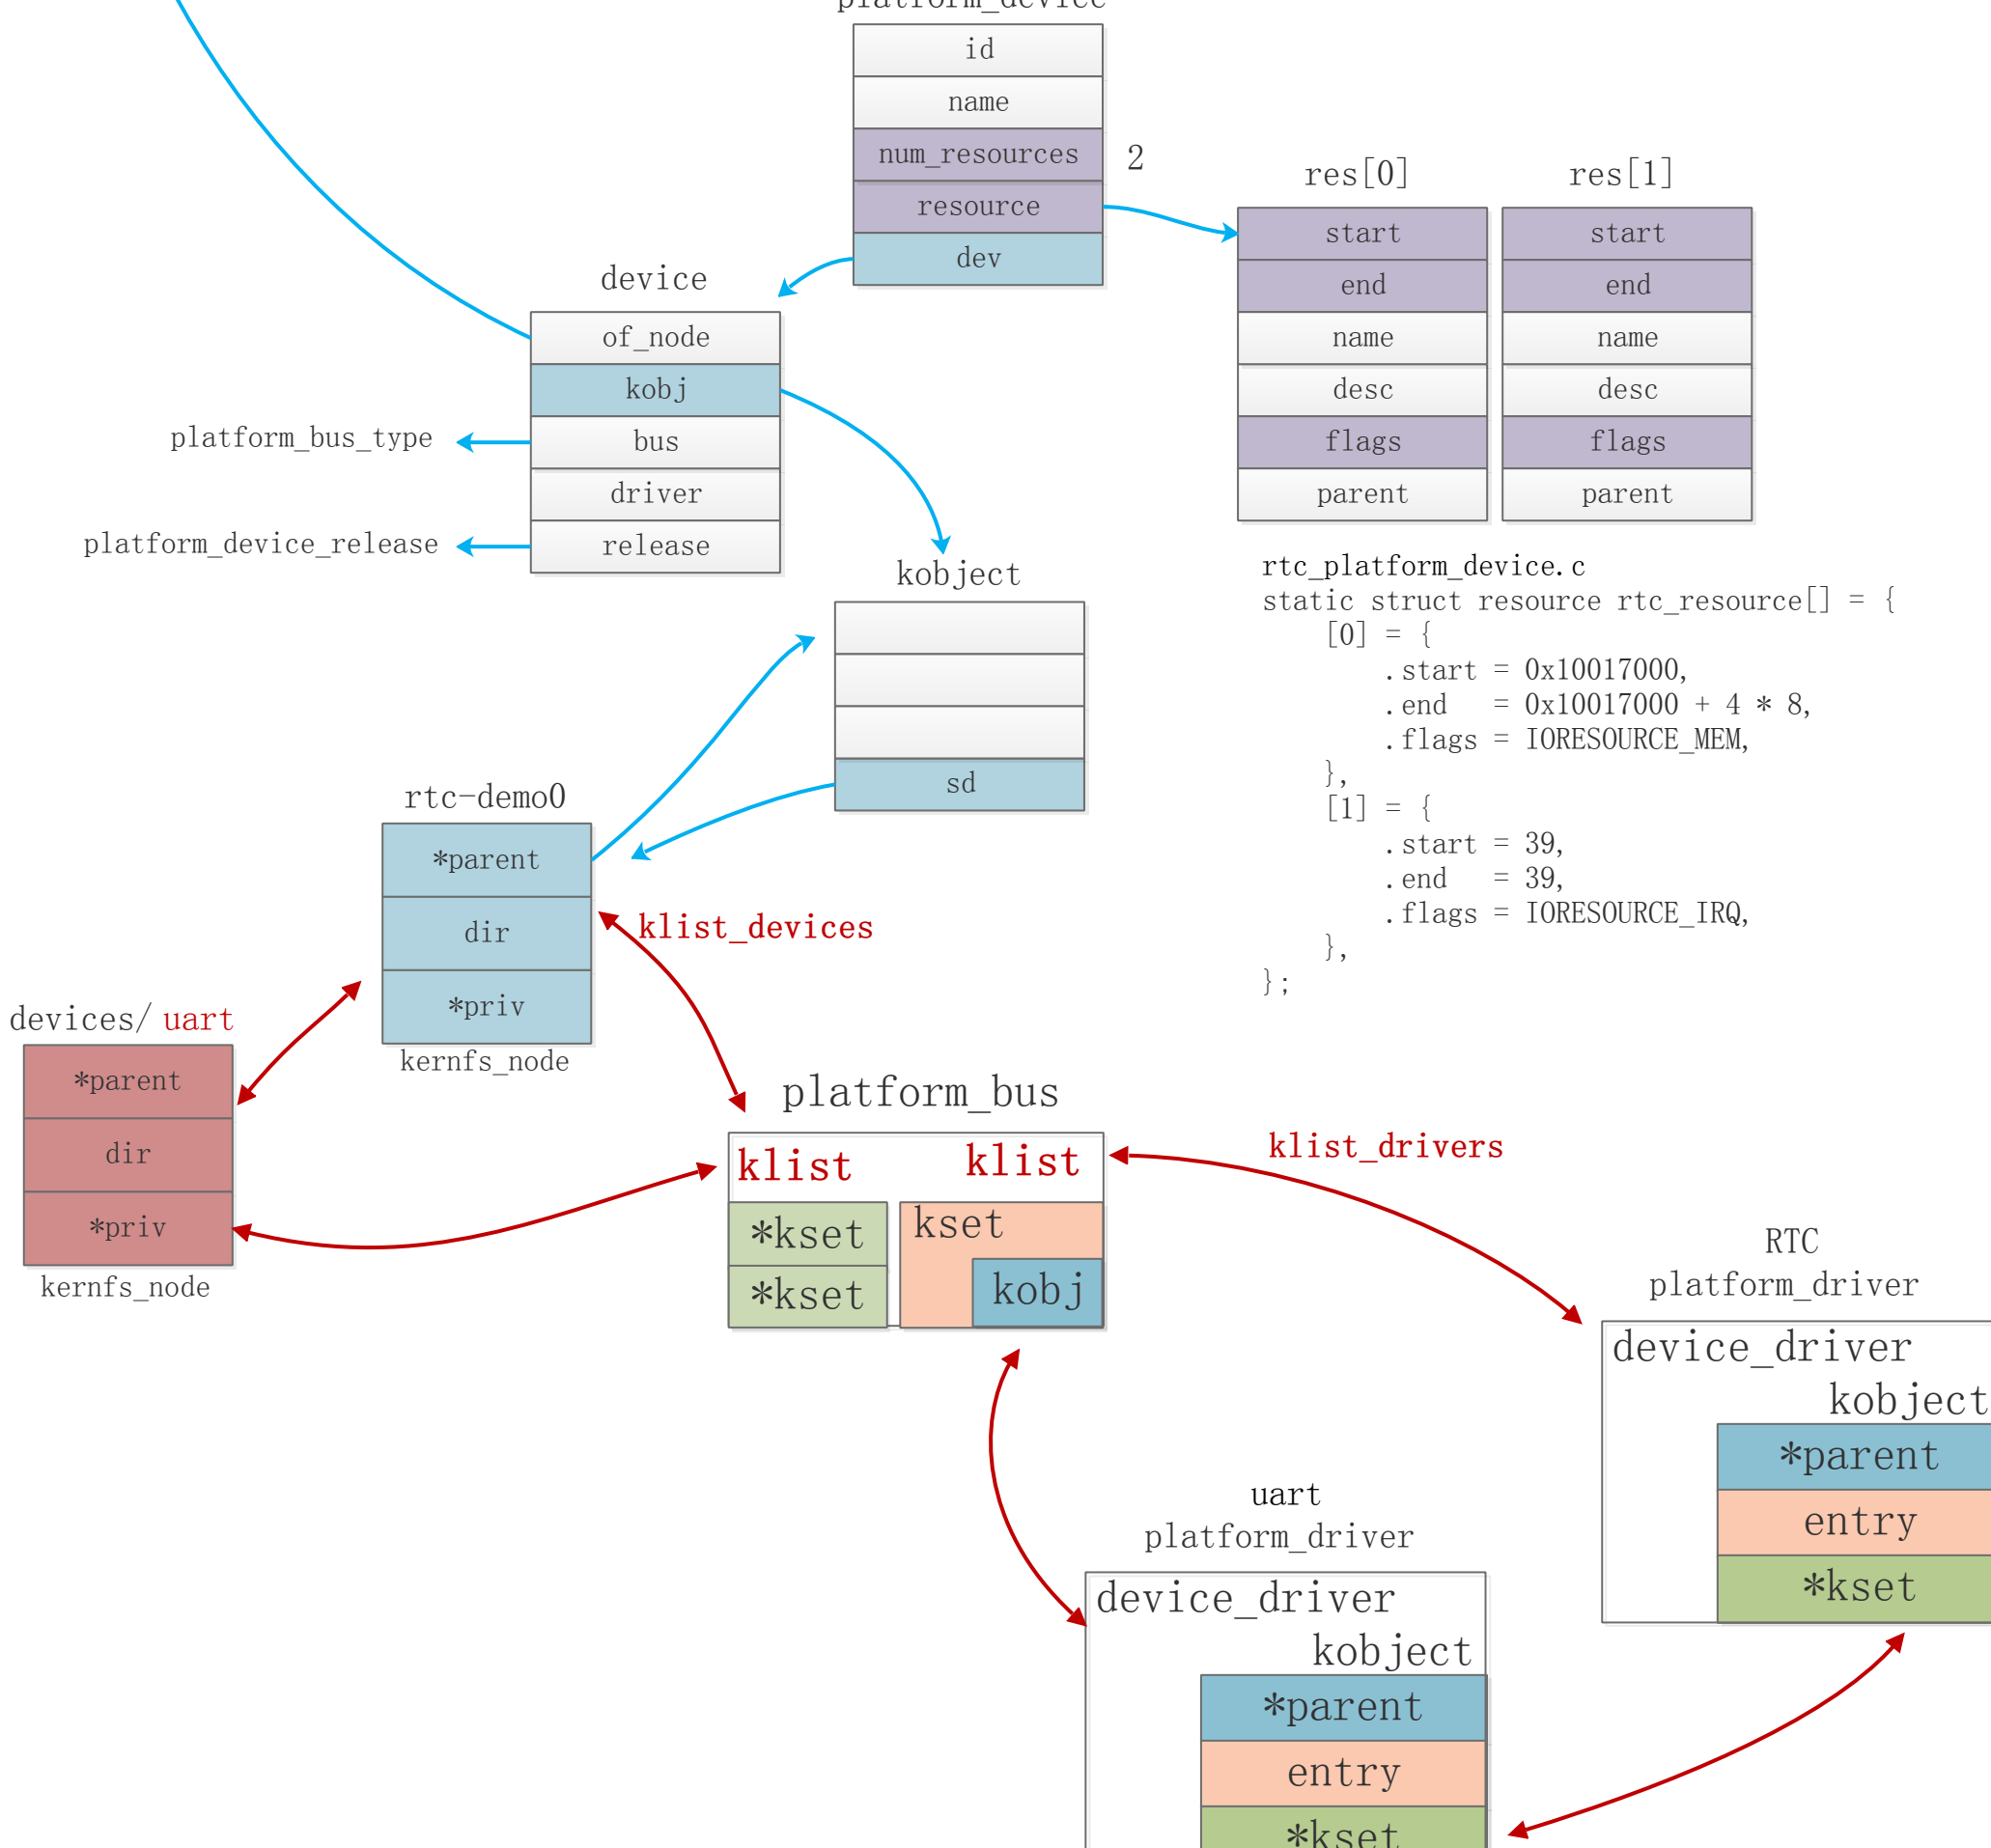 platform_device
id
name
num_resources
2
resource
dev
res[0]
start
end
name
desc
flags
parent
res[1]
start
end
name
desc
flags
parent
device
of_node
kobj
bus
driver
release
platform_bus_type
platform_device_release
kobject
sd
rtc_platform_device.c
static struct resource rtc_resource[] = {
    [0] = {
        .start = 0x10017000,
        .end   = 0x10017000 + 4 * 8,
        .flags = IORESOURCE_MEM,
    },
    [1] = {
        .start = 39,
        .end   = 39,
        .flags = IORESOURCE_IRQ,
    },
};
rtc-demo0
*parent
dir
*priv
kernfs_node
klist_devices
devices/ uart
*parent
dir
*priv
kernfs_node
platform_bus
klist
klist
*kset
*kset
kset
kobj
klist_drivers
RTC
platform_driver
device_driver
kobject
*parent
entry
*kset
uart
platform_driver
device_driver
kobject
*parent
entry
*kset